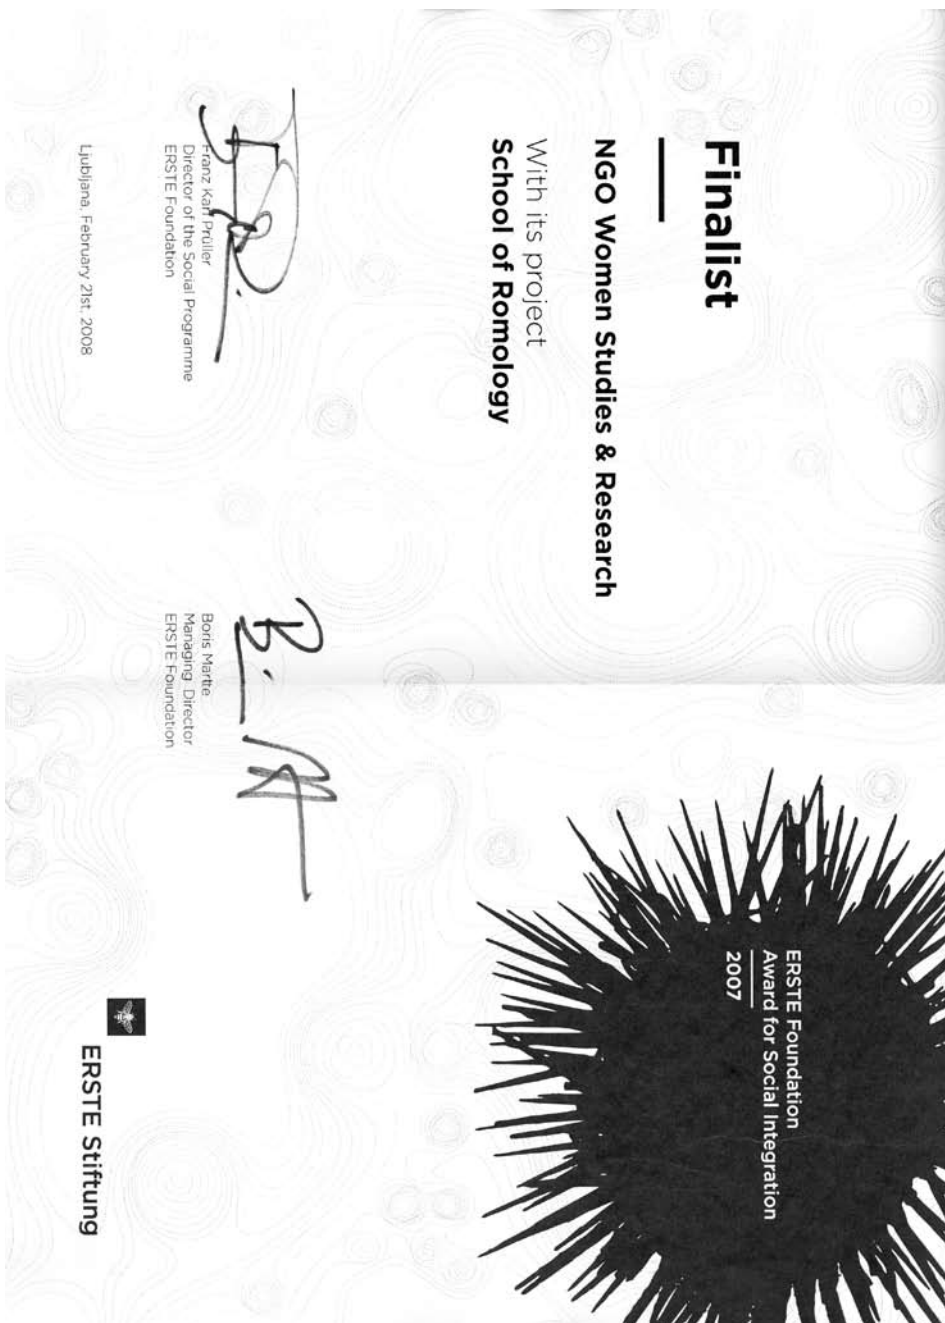 Finalist
NGO Women Studies & Research
With its project
School of Romology
Franz Karl Prüller
Director of the Social Programme
ERSTE Foundation
Boris Marte
Managing Director
ERSTE Foundation
Ljubljana, February 21st, 2008
ERSTE Foundation
Award for Social Integration
2007
ERSTE Stiftung